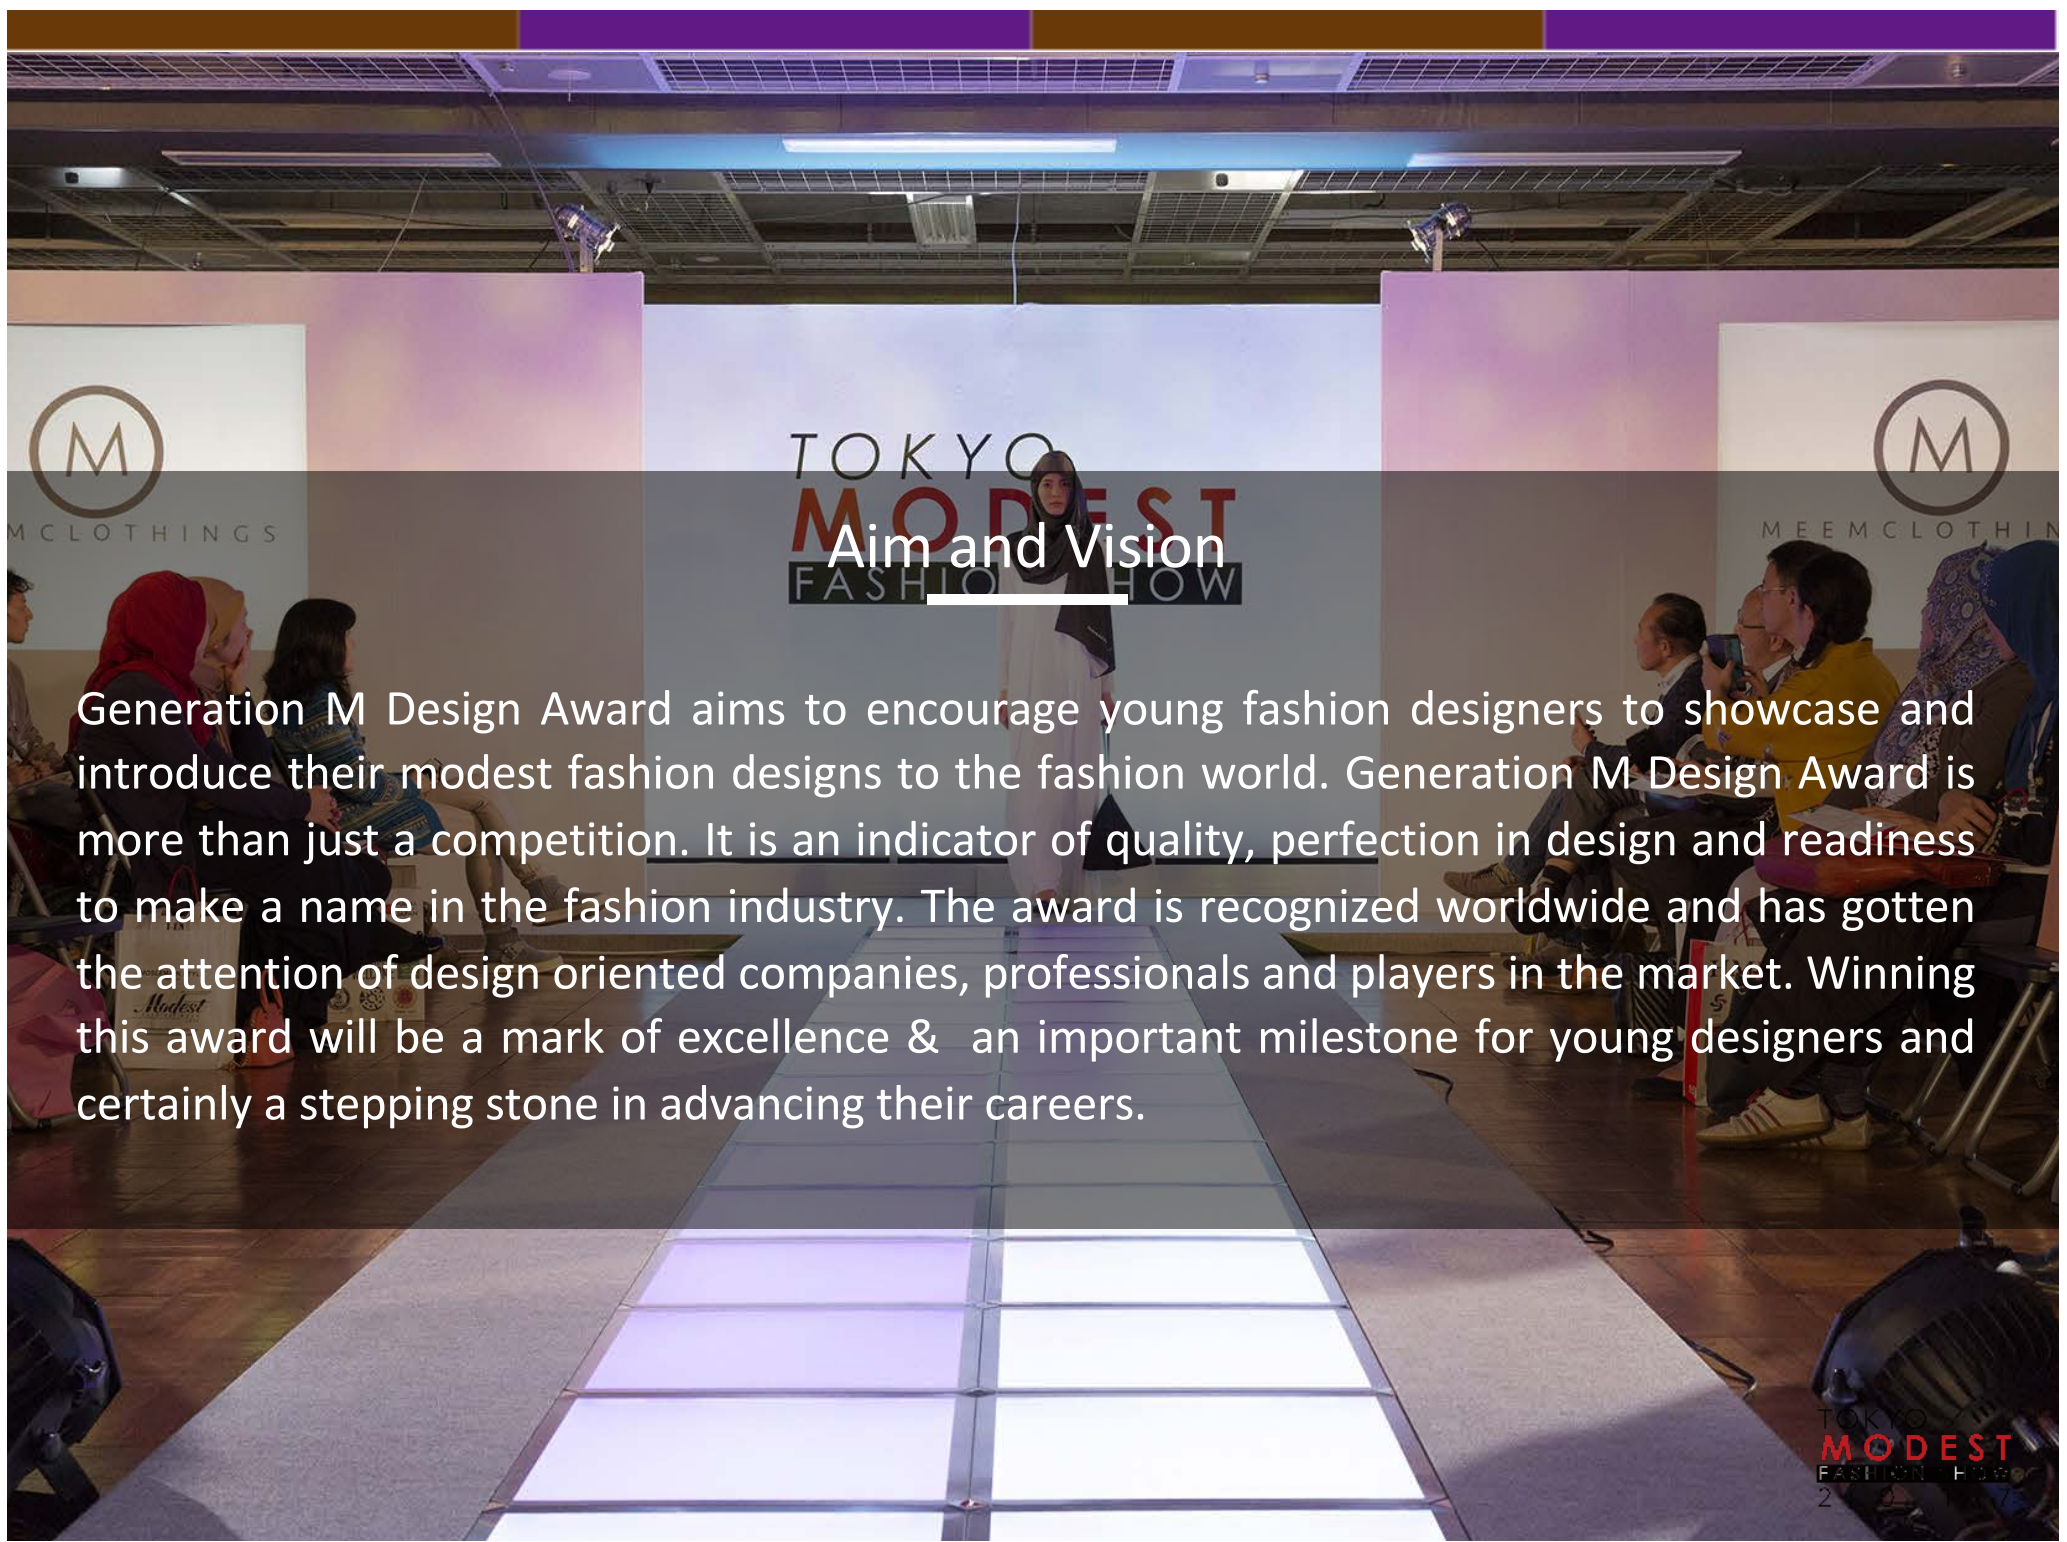 TOKYO
MODEST
FASHION SHOW
M
M
MCLOTHINGS
MEEMCLOTHIN
Aim and Vision
Generation M Design Award aims to encourage young fashion designers to showcase and
introduce their modest fashion designs to the fashion world. Generation M Design Award is
more than just a competition. It is an indicator of quality, perfection in design and readiness
to make a name in the fashion industry. The award is recognized worldwide and has gotten
the attention of design oriented companies, professionals and players in the market. Winning
this award will be a mark of excellence & an important milestone for young designers and
certainly a stepping stone in advancing their careers.
Modest
TOKYO
MODEST
FASHION SHOW
2017